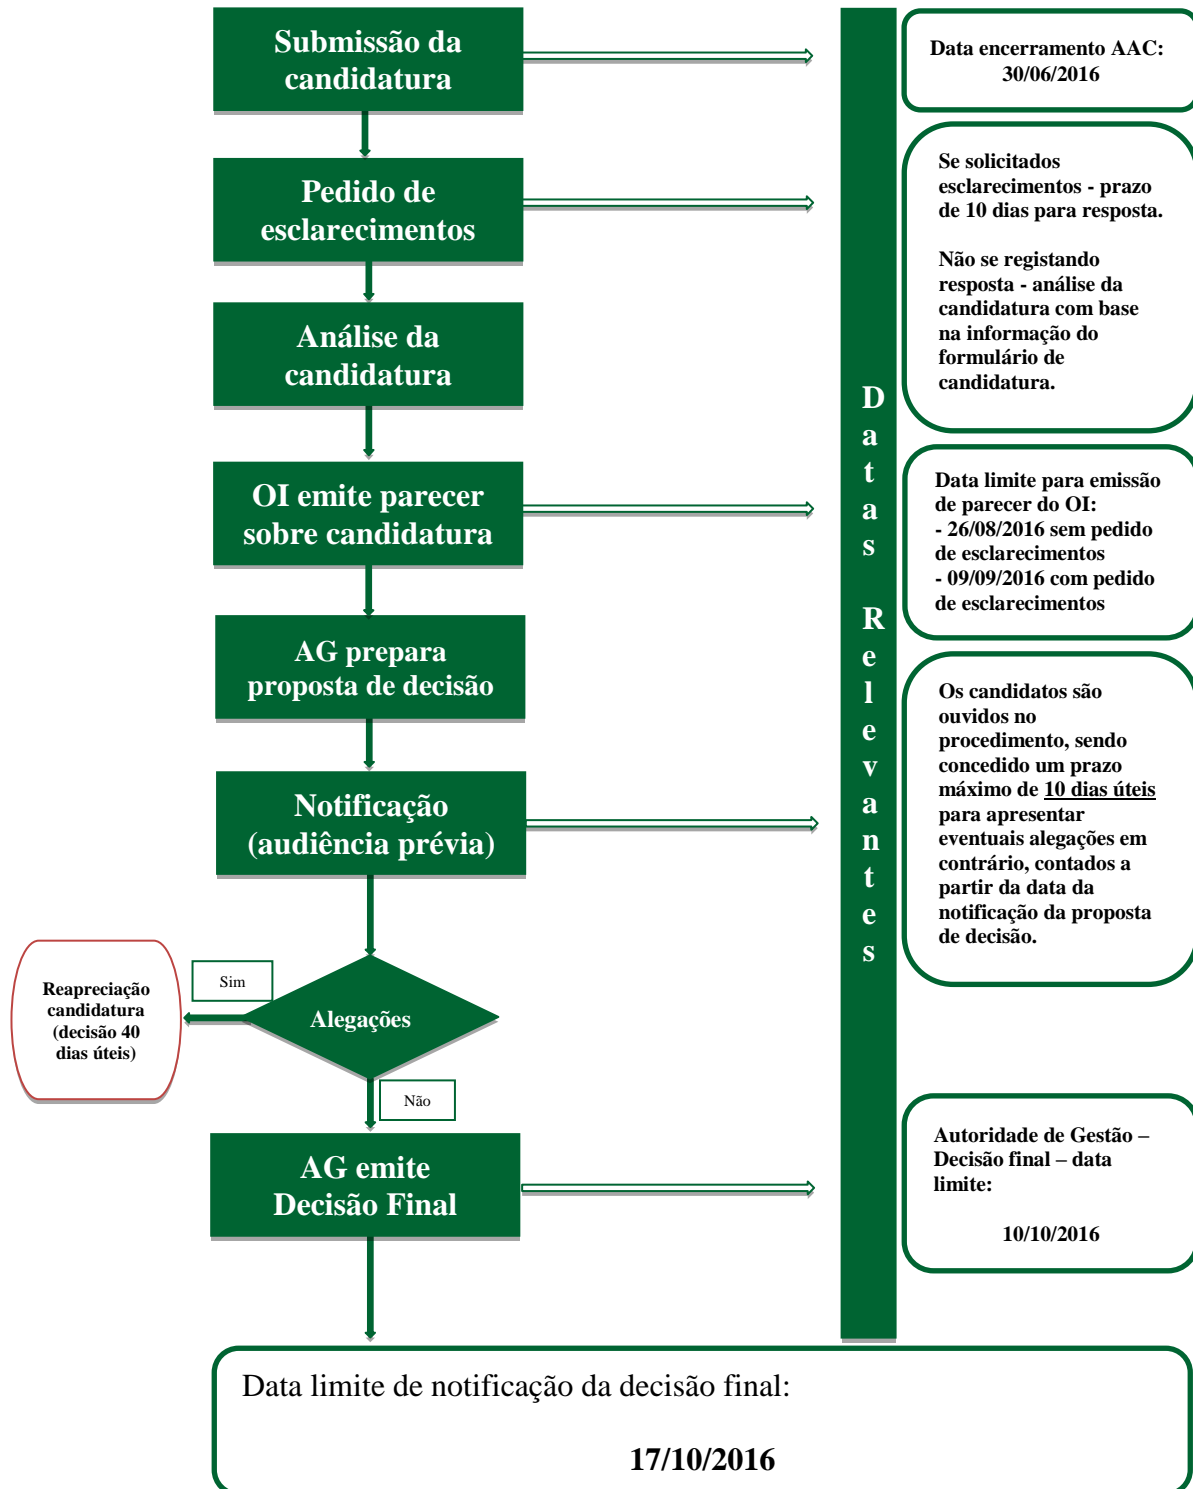 Submissão da
candidatura
Data encerramento AAC:
30/06/2016
Pedido de
esclarecimentos
Se solicitados
esclarecimentos - prazo
de 10 dias para resposta.
Não se registando
resposta - análise da
candidatura com base
na informação do
formulário de
candidatura.
Análise da
candidatura
OI emite parecer
sobre candidatura
Data limite para emissão
de parecer do OI:
- 26/08/2016 sem pedido
de esclarecimentos
- 09/09/2016 com pedido
de esclarecimentos
Datas Relevantes
AG prepara
proposta de decisão
Notificação
(audiência prévia)
Os candidatos são
ouvidos no
procedimento, sendo
concedido um prazo
máximo de 10 dias úteis
para apresentar
eventuais alegações em
contrário, contados a
partir da data da
notificação da proposta
de decisão.
Alegações
Sim
Reapreciação
candidatura
(decisão 40
dias úteis)
Não
AG emite
Decisão Final
Autoridade de Gestão –
Decisão final – data
limite:
10/10/2016
Data limite de notificação da decisão final:
17/10/2016